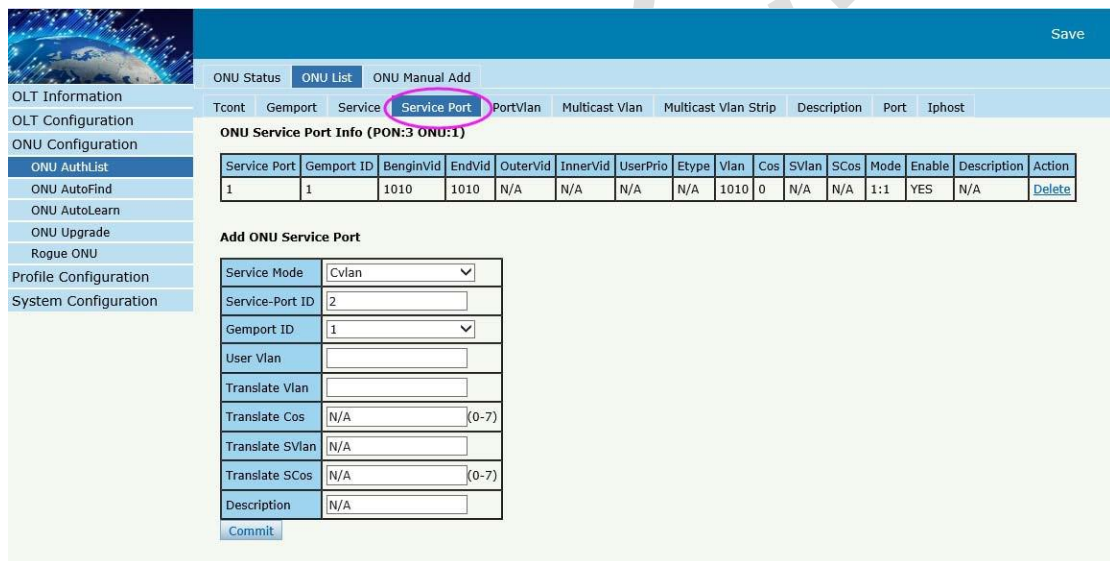 Save
ONU Status ONU List ONU Manual Add
OLT Information
OLT Configuration
ONU Configuration
ONU AuthList
ONU AutoFind
ONU AutoLearn
ONU Upgrade
Rogue ONU
Profile Configuration
System Configuration
Tcont Gemport Service Service Port PortVlan Multicast Vlan Multicast Vlan Strip Description Port Iphost
ONU Service Port Info (PON:3 ONU:1)
Service Port Gemport ID BenginVid EndVid OuterVid InnerVid UserPrio Etype Vlan Cos SVlan SCos Mode Enable Description Action
1 1 1010 1010 N/A N/A N/A N/A 1010 0 N/A N/A 1:1 YES N/A Delete
Add ONU Service Port
Service Mode Cvlan
Service-Port ID 2
Gemport ID 1
User Vlan
Translate Vlan
Translate Cos N/A (0-7)
Translate SVlan N/A
Translate SCos N/A (0-7)
Description N/A
Commit